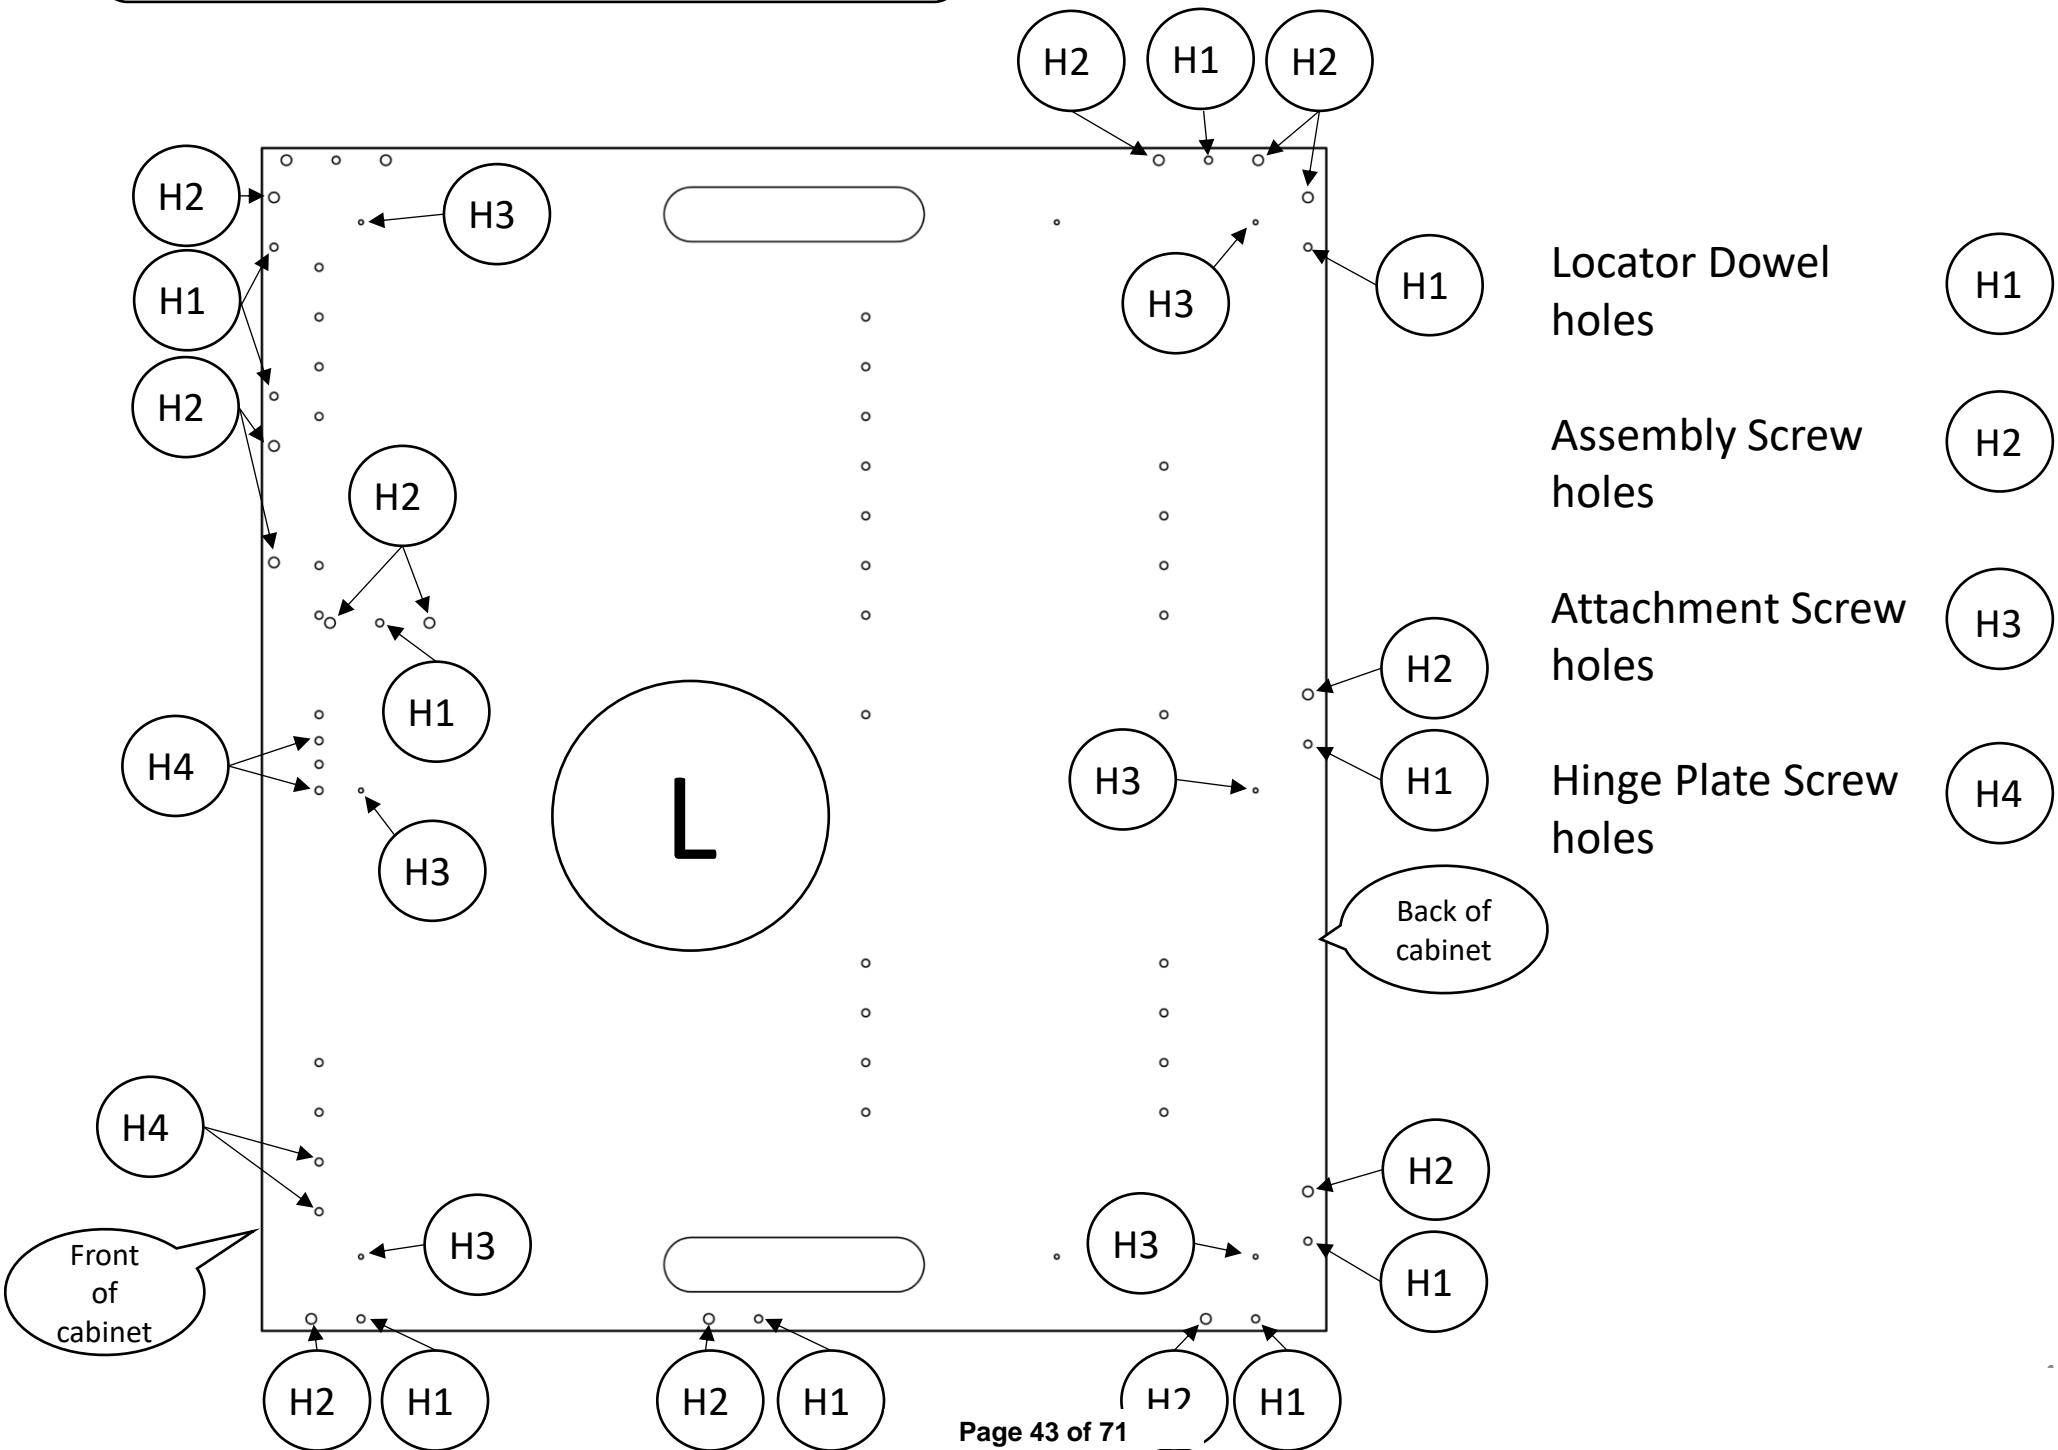 H2 H1 H2
H2
H3
H1
H3
H1
H2
H2
H1
H4
H3
L
H2
H3
H1
Back of
cabinet
H4
H3
H3
H2
H1
Front
of
cabinet
H2 H1 H2 H1 H2 H1
Locator Dowel
holes
H1
Assembly Screw
holes
H2
Attachment Screw
holes
H3
Hinge Plate Screw
holes
H4
Page 43 of 71